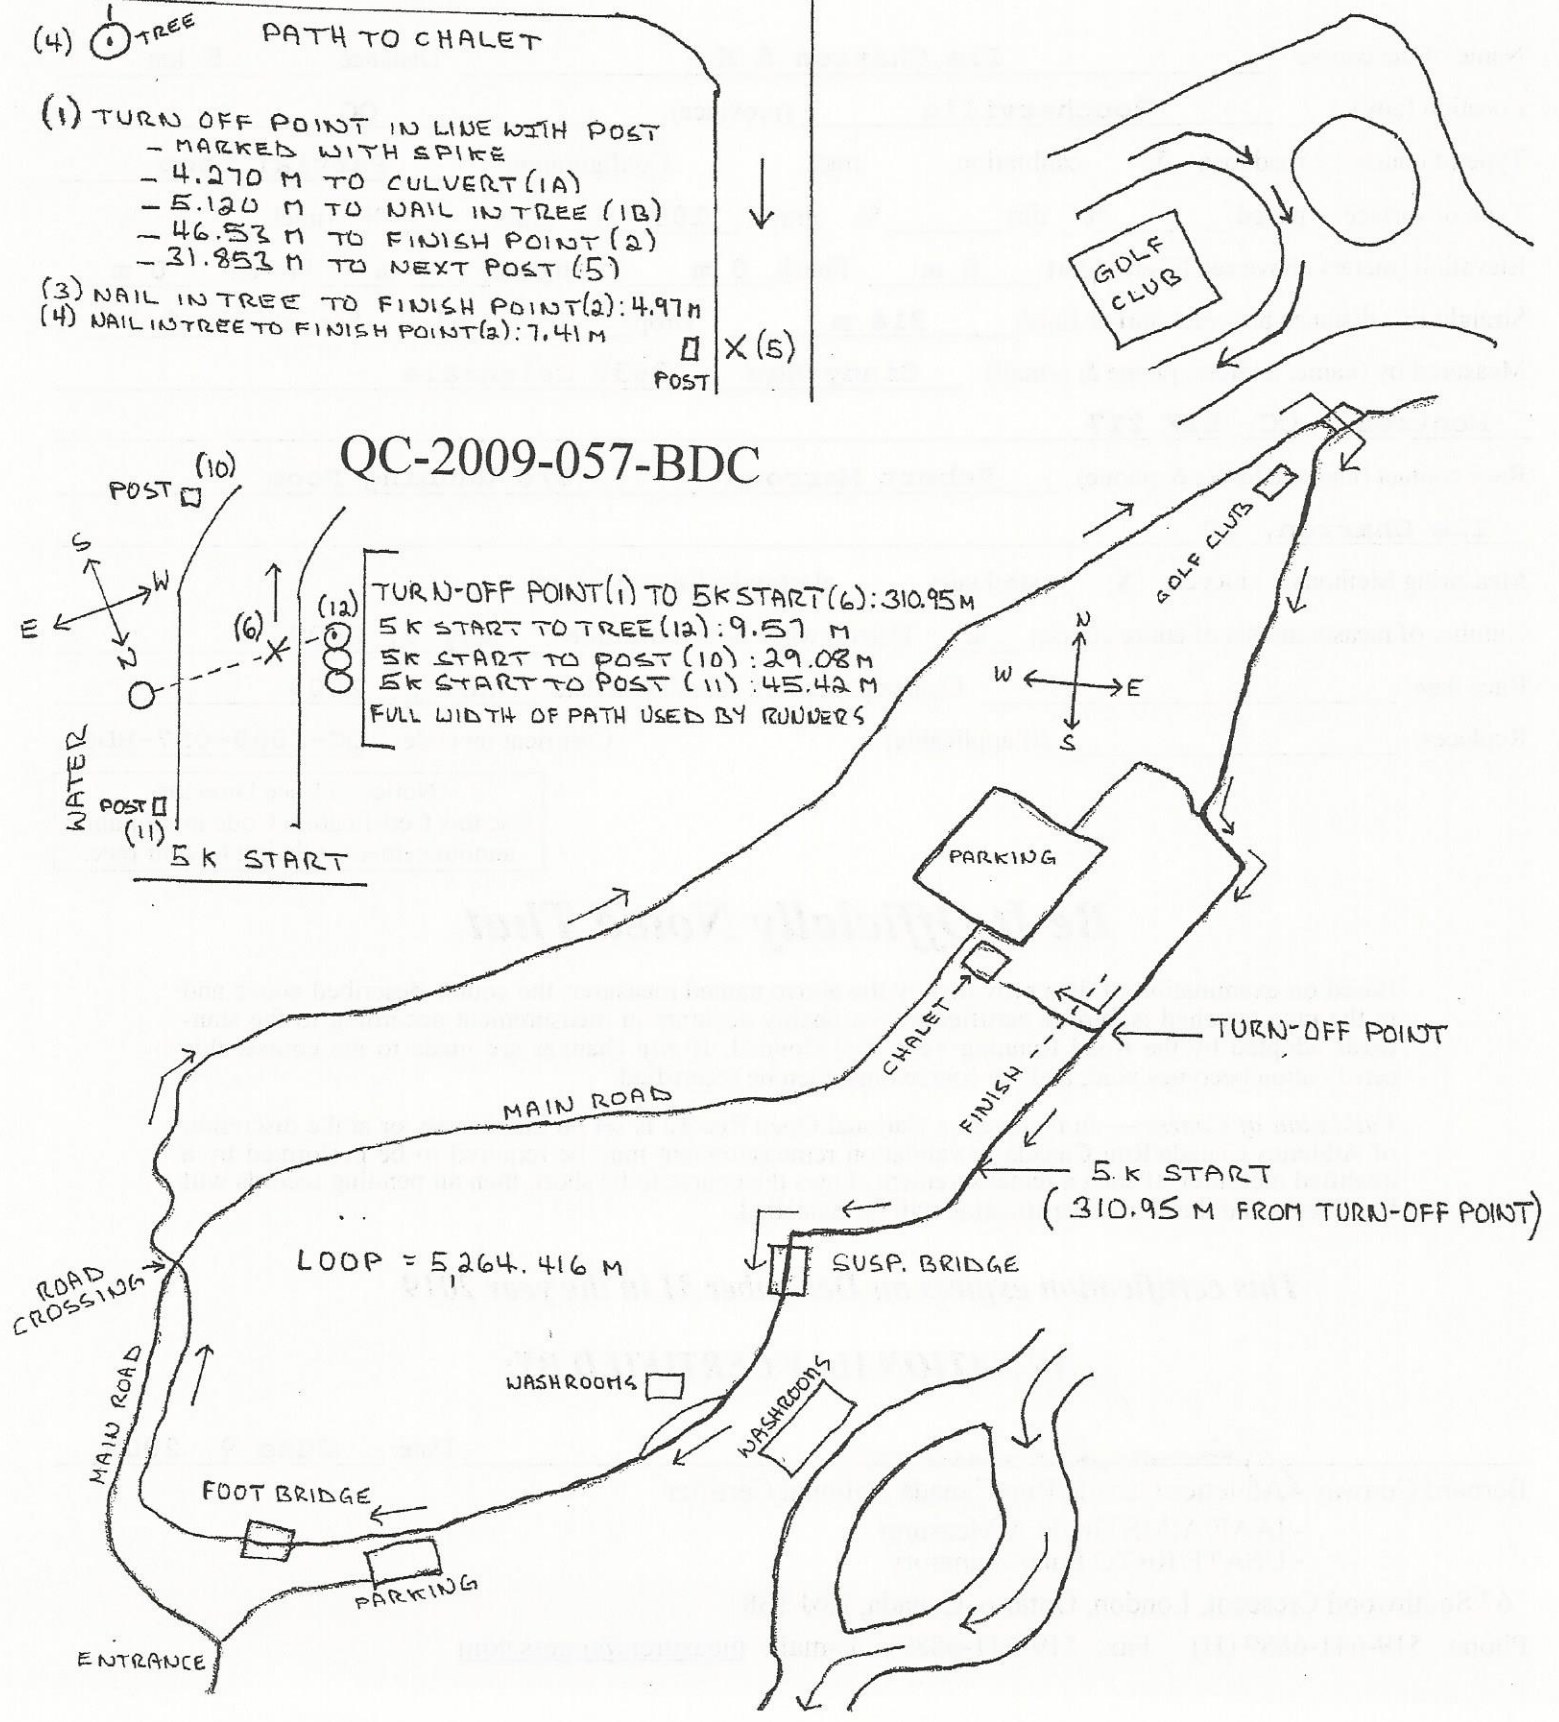 (4) TREE
PATH TO CHALET
(1) TURN OFF POINT IN LINE WITH POST
- MARKED WITH SPIKE
- 4.270 M TO CULVERT (1A)
- 5.120 M TO NAIL IN TREE (1B)
- 46.53 M TO FINISH POINT (2)
- 31.853 M TO NEXT POST (5)
(3) NAIL IN TREE TO FINISH POINT(2): 4.97M
(4) NAIL IN TREE TO FINISH POINT(2): 7.41 M
X (5)
POST
GOLF
CLUB
QC-2009-057-BDC
(10)
POST
S
W
E
N
(6)
(12)
TURN-OFF POINT(1) TO 5K START(6): 310.95 M
5K START TO TREE (12): 9.57 M
5K START TO POST (10): 29.08 M
5K START TO POST (11): 45.42 M
FULL WIDTH OF PATH USED BY RUNNERS
WATER
POST
(11)
5K START
GOLF CLUB
N
W
E
S
PARKING
CHALET
TURN-OFF POINT
FINISH
MAIN ROAD
5K START
(310.95 M FROM TURN-OFF POINT)
SUSP. BRIDGE
LOOP = 5,264.416 M
ROAD
CROSSING
WASHROOMS
WASHROOMS
MAIN ROAD
FOOT BRIDGE
PARKING
ENTRANCE